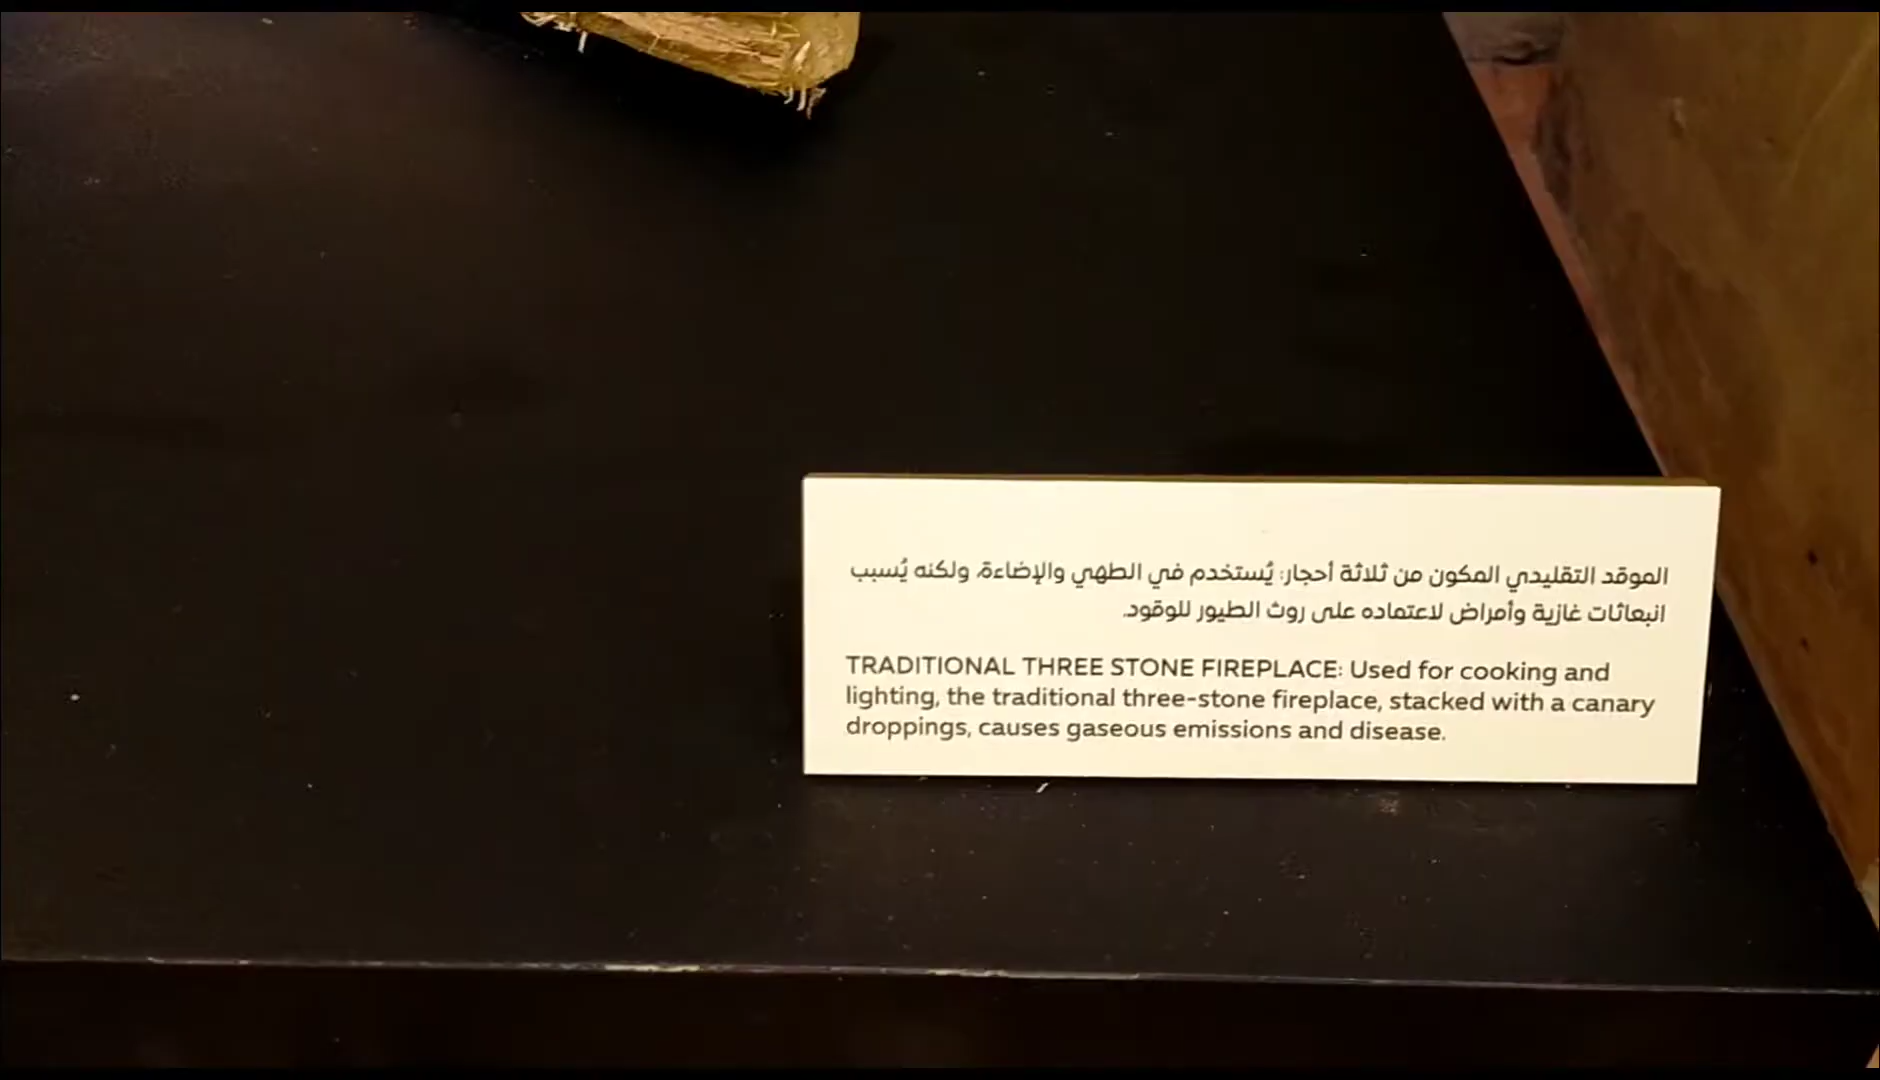 الموقد التقليدي المكون من ثلاثة أحجار: يُستخدم في الطهي والإضاءة، ولكنه يُسبب
انبعاثات غازية وأمراض لاعتماده على روث الطيور للوقود.
TRADITIONAL THREE STONE FIREPLACE: Used for cooking and
lighting, the traditional three-stone fireplace, stacked with a canary
droppings, causes gaseous emissions and disease.